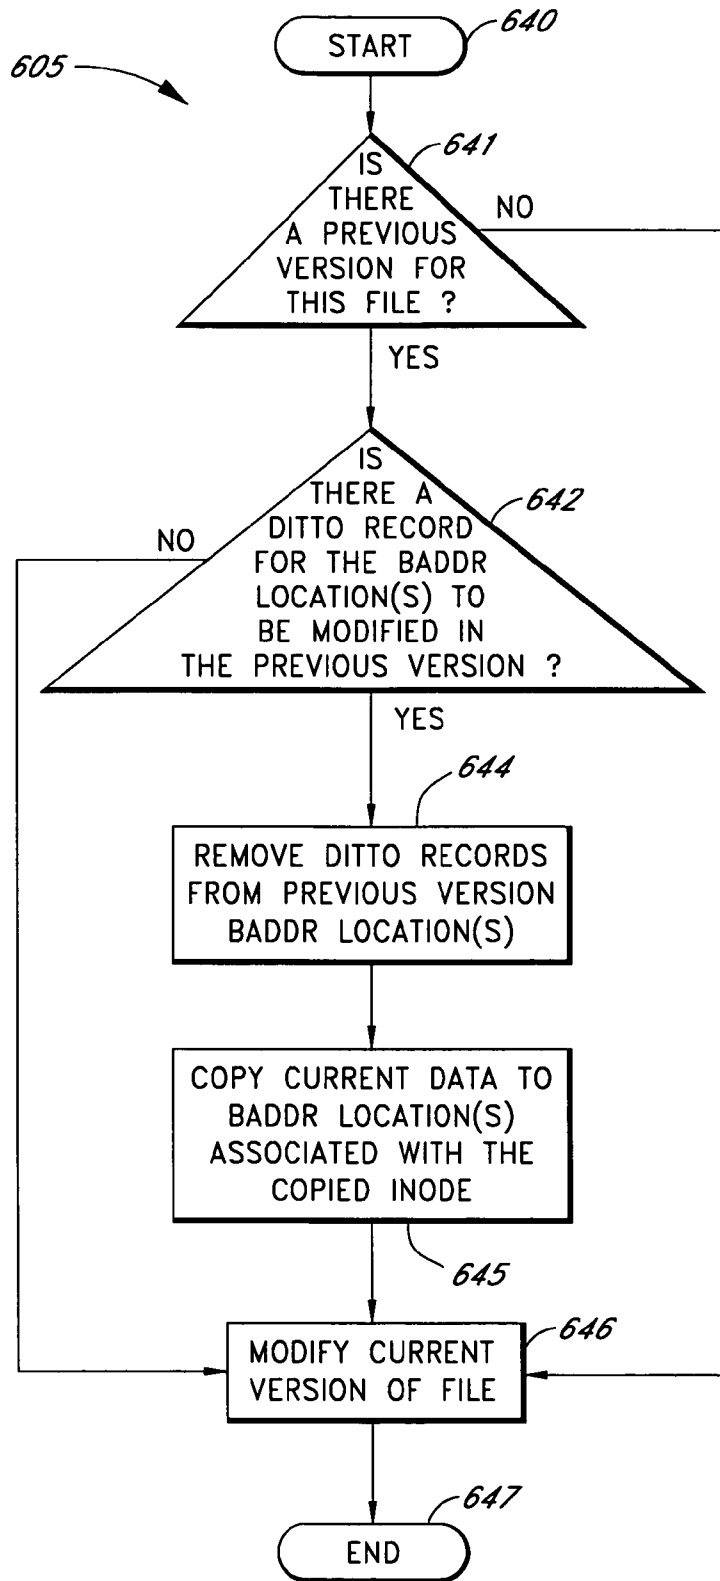 640
START
605
641
IS
THERE
A PREVIOUS
VERSION FOR
THIS FILE ?
NO
YES
IS
THERE A
DITTO RECORD
FOR THE BADDR
LOCATION(S) TO
BE MODIFIED IN
THE PREVIOUS VERSION ?
642
NO
YES
644
REMOVE DITTO RECORDS
FROM PREVIOUS VERSION
BADDR LOCATION(S)
COPY CURRENT DATA TO
BADDR LOCATION(S)
ASSOCIATED WITH THE
COPIED INODE
645
646
MODIFY CURRENT
VERSION OF FILE
647
END